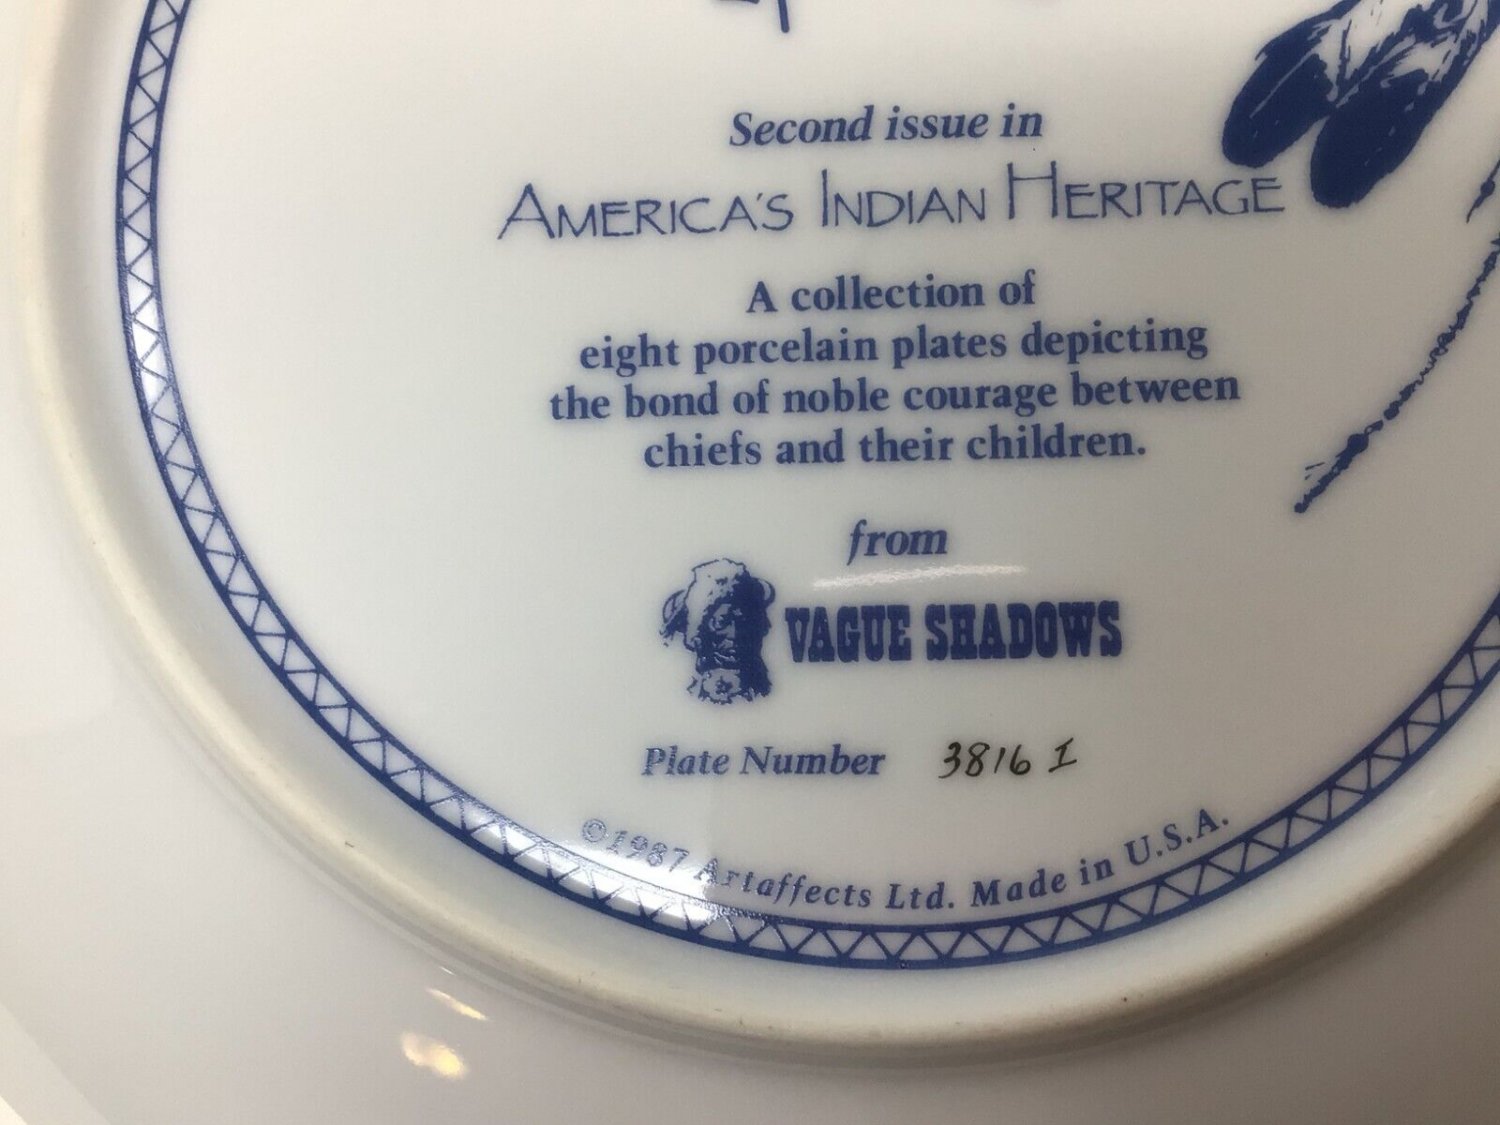 Second issue in
AMERICA'S INDIAN HERITAGE
A collection of
eight porcelain plates depicting
the bond of noble courage between
chiefs and their children.
from
VAGUE SHADOWS
Plate Number 3816 I
©1987 Artaffects Ltd. Made in U.S.A.